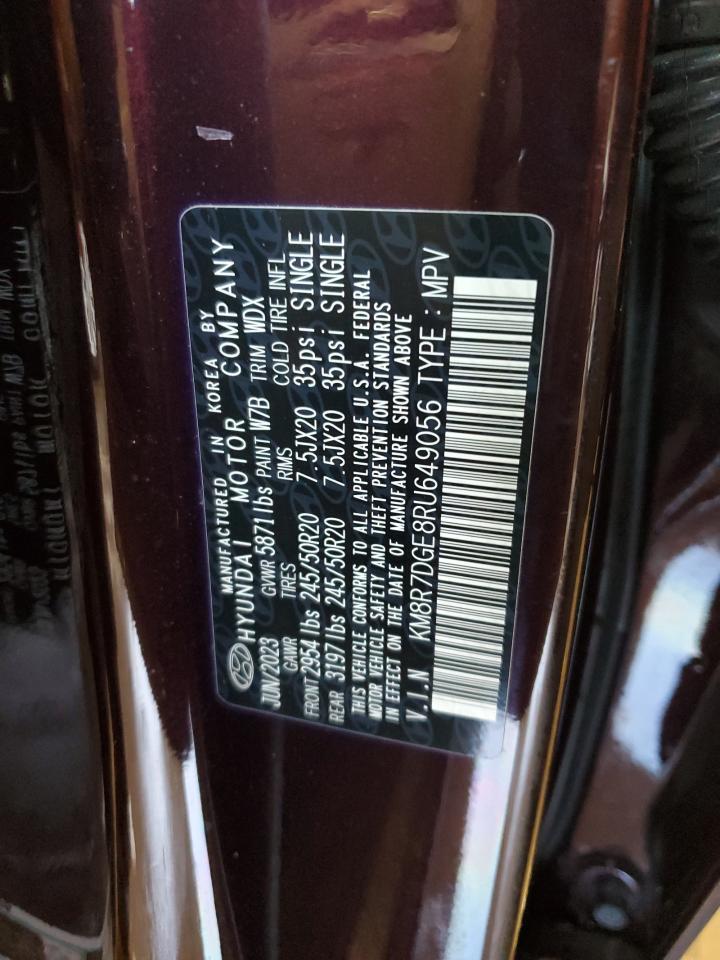 MANUFACTURED IN KOREA BY
HYUNDAI MOTOR COMPANY
JUN/2023 GVWR 5871 lbs PAINT W7B TRIM WDX
GAWR TIRES RIMS COLD TIRE INFL
FRONT 2954 lbs 245/50R20 7.5JX20 35psi SINGLE
REAR 3197 lbs 245/50R20 7.5JX20 35psi SINGLE
THIS VEHICLE CONFORMS TO ALL APPLICABLE U.S.A. FEDERAL
MOTOR VEHICLE SAFETY AND THEFT PREVENTION STANDARDS
IN EFFECT ON THE DATE OF MANUFACTURE SHOWN ABOVE
V.I.N KM8R7DGE8RU649056 TYPE : MPV